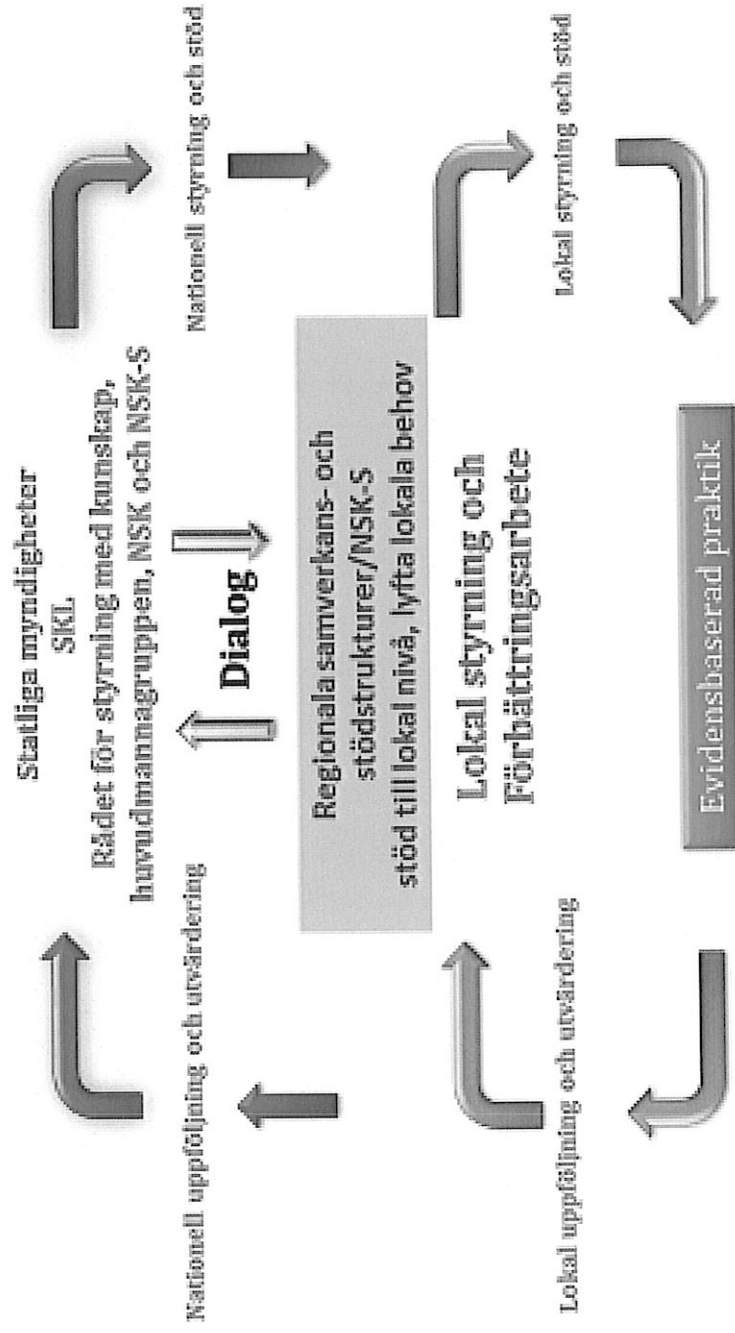 Statliga myndigheter
SKL
Rådet för styrning med kunskap,
huvudmannagruppen, NSK och NSK-S
Nationell uppföljning och utvärdering
Dialog
Nationell styrning och stöd
Regionala samverkans- och
stödstrukturer/NSK-S
stöd till lokal nivå, lyfta lokala behov
Lokal styrning och
Förbättringsarbete
Lokal uppföljning och utvärdering
Lokal styrning och stöd
Evidensbaserad praktik